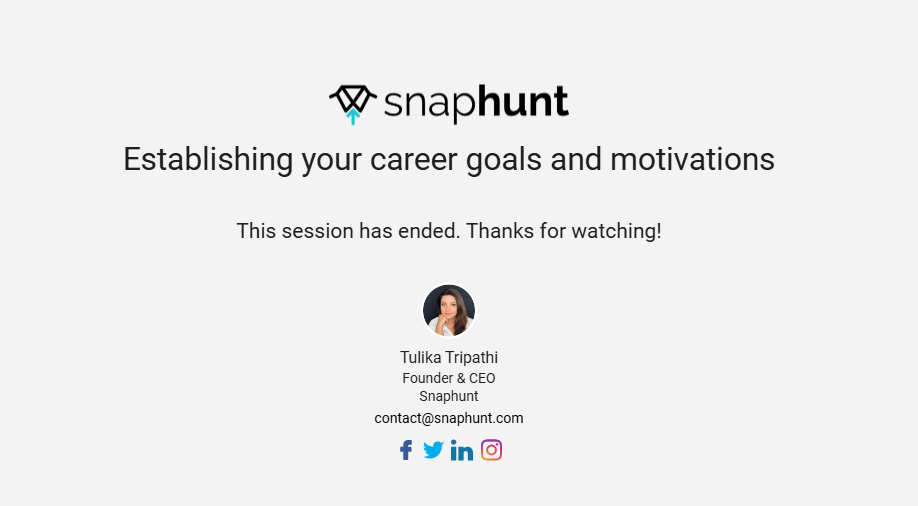 snaphunt
Establishing your career goals and motivations
This session has ended. Thanks for watching!
Tulika Tripathi
Founder & CEO
Snaphunt
contact@snaphunt.com